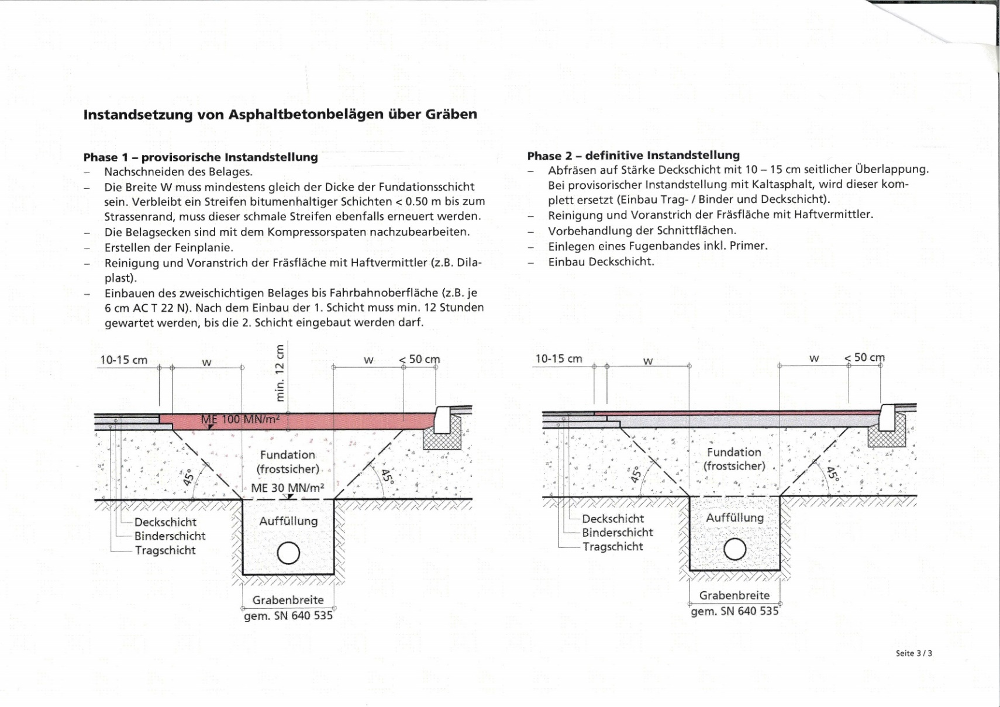 Instandsetzung von Asphaltbetonbelägen über Gräben
Phase 1 – provisorische Instandstellung
– Nachschneiden des Belages.
– Die Breite W muss mindestens gleich der Dicke der Fundationsschicht
sein. Verbleibt ein Streifen bitumenhaltiger Schichten < 0.50 m bis zum
Strassenrand, muss dieser schmale Streifen ebenfalls erneuert werden.
– Die Belagsecken sind mit dem Kompressorspaten nachzubearbeiten.
– Erstellen der Feinplanie.
– Reinigung und Voranstrich der Fräsfläche mit Haftvermittler (z.B. Dila-
plast).
– Einbauen des zweischichtigen Belages bis Fahrbahnoberfläche (z.B. je
6 cm AC T 22 N). Nach dem Einbau der 1. Schicht muss min. 12 Stunden
gewartet werden, bis die 2. Schicht eingebaut werden darf.
10-15 cm
W
min. 12 cm
W
< 50 cm
ME 100 MN/m²
Fundation
(frostsicher)
45°
45°
ME 30 MN/m²
Deckschicht
Binderschicht
Tragschicht
Auffüllung
Grabenbreite
gem. SN 640 535
Phase 2 – definitive Instandstellung
– Abfräsen auf Stärke Deckschicht mit 10 – 15 cm seitlicher Überlappung.
Bei provisorischer Instandstellung mit Kaltasphalt, wird dieser kom-
plett ersetzt (Einbau Trag- / Binder und Deckschicht).
– Reinigung und Voranstrich der Fräsfläche mit Haftvermittler.
– Vorbehandlung der Schnittflächen.
– Einlegen eines Fugenbandes inkl. Primer.
– Einbau Deckschicht.
10-15 cm
W
W
< 50 cm
Fundation
(frostsicher)
45°
45°
Deckschicht
Binderschicht
Tragschicht
Auffüllung
Grabenbreite
gem. SN 640 535
Seite 3 / 3